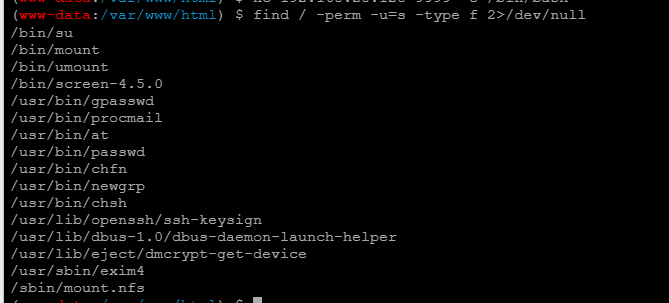 (www-data:/var/www/html) $ find / -perm -u=s -type f 2>/dev/null
/bin/su
/bin/mount
/bin/umount
/bin/screen-4.5.0
/usr/bin/gpasswd
/usr/bin/procmail
/usr/bin/at
/usr/bin/passwd
/usr/bin/chfn
/usr/bin/newgrp
/usr/bin/chsh
/usr/lib/openssh/ssh-keysign
/usr/lib/dbus-1.0/dbus-daemon-launch-helper
/usr/lib/eject/dmcrypt-get-device
/usr/sbin/exim4
/sbin/mount.nfs